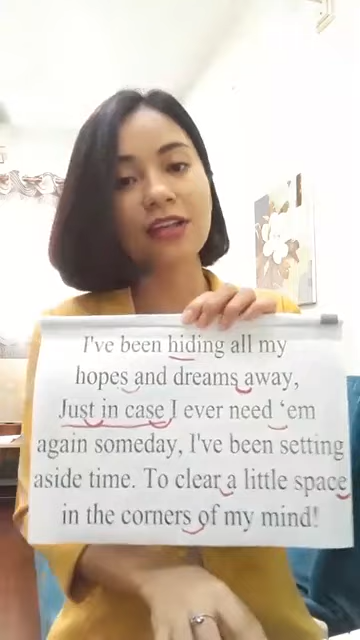 I've been hiding all my
hopes and dreams away,
Just in case I ever need ‘em
again someday, I've been setting
aside time. To clear a little space
in the corners of my mind!